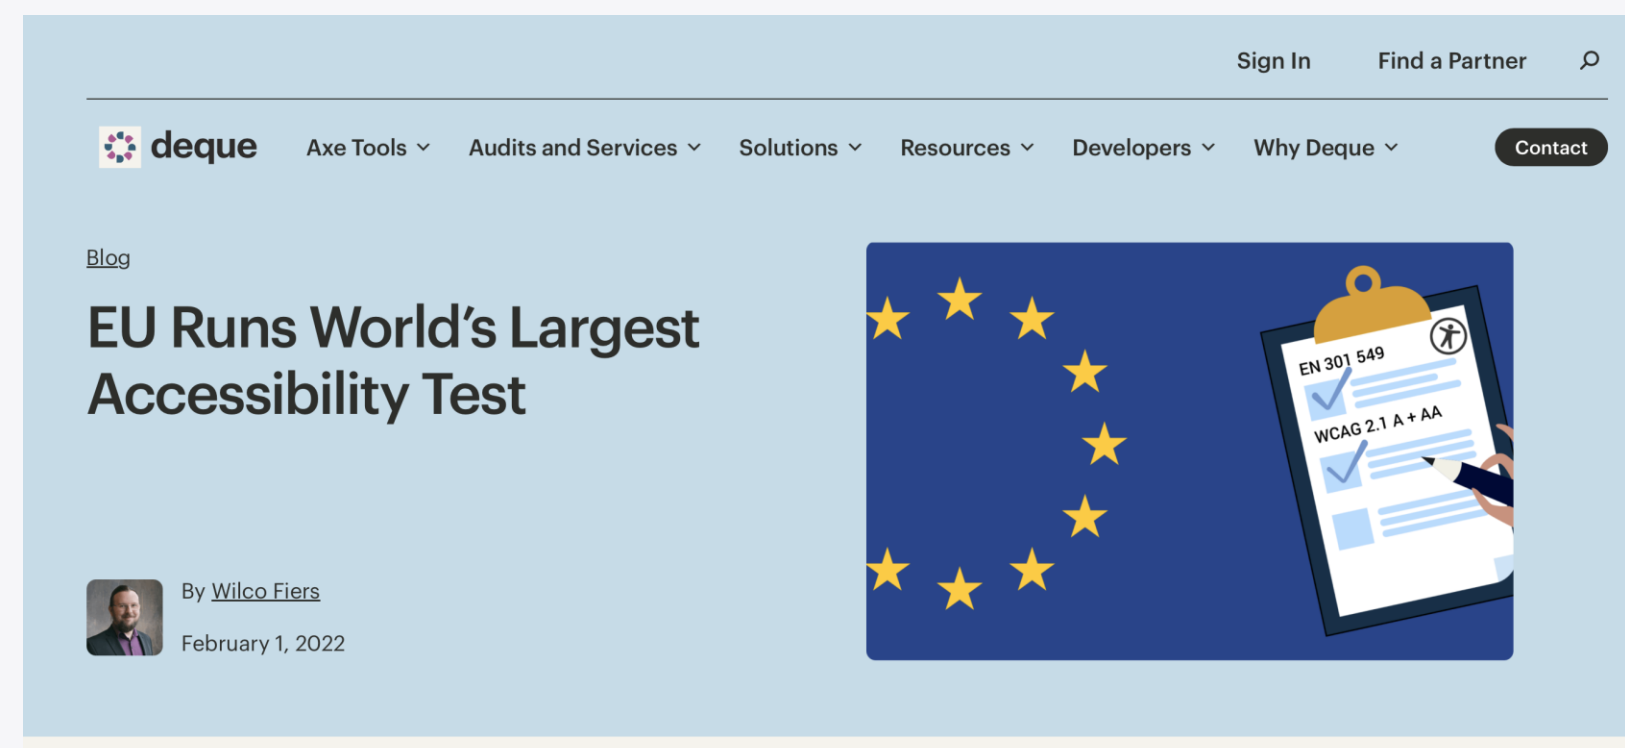 Sign In Find a Partner
deque Axe Tools Audits and Services Solutions Resources Developers Why Deque Contact
Blog
EU Runs World's Largest
Accessibility Test
By Wilco Fiers
February 1, 2022
EN 301 549
WCAG 2.1 A + AA